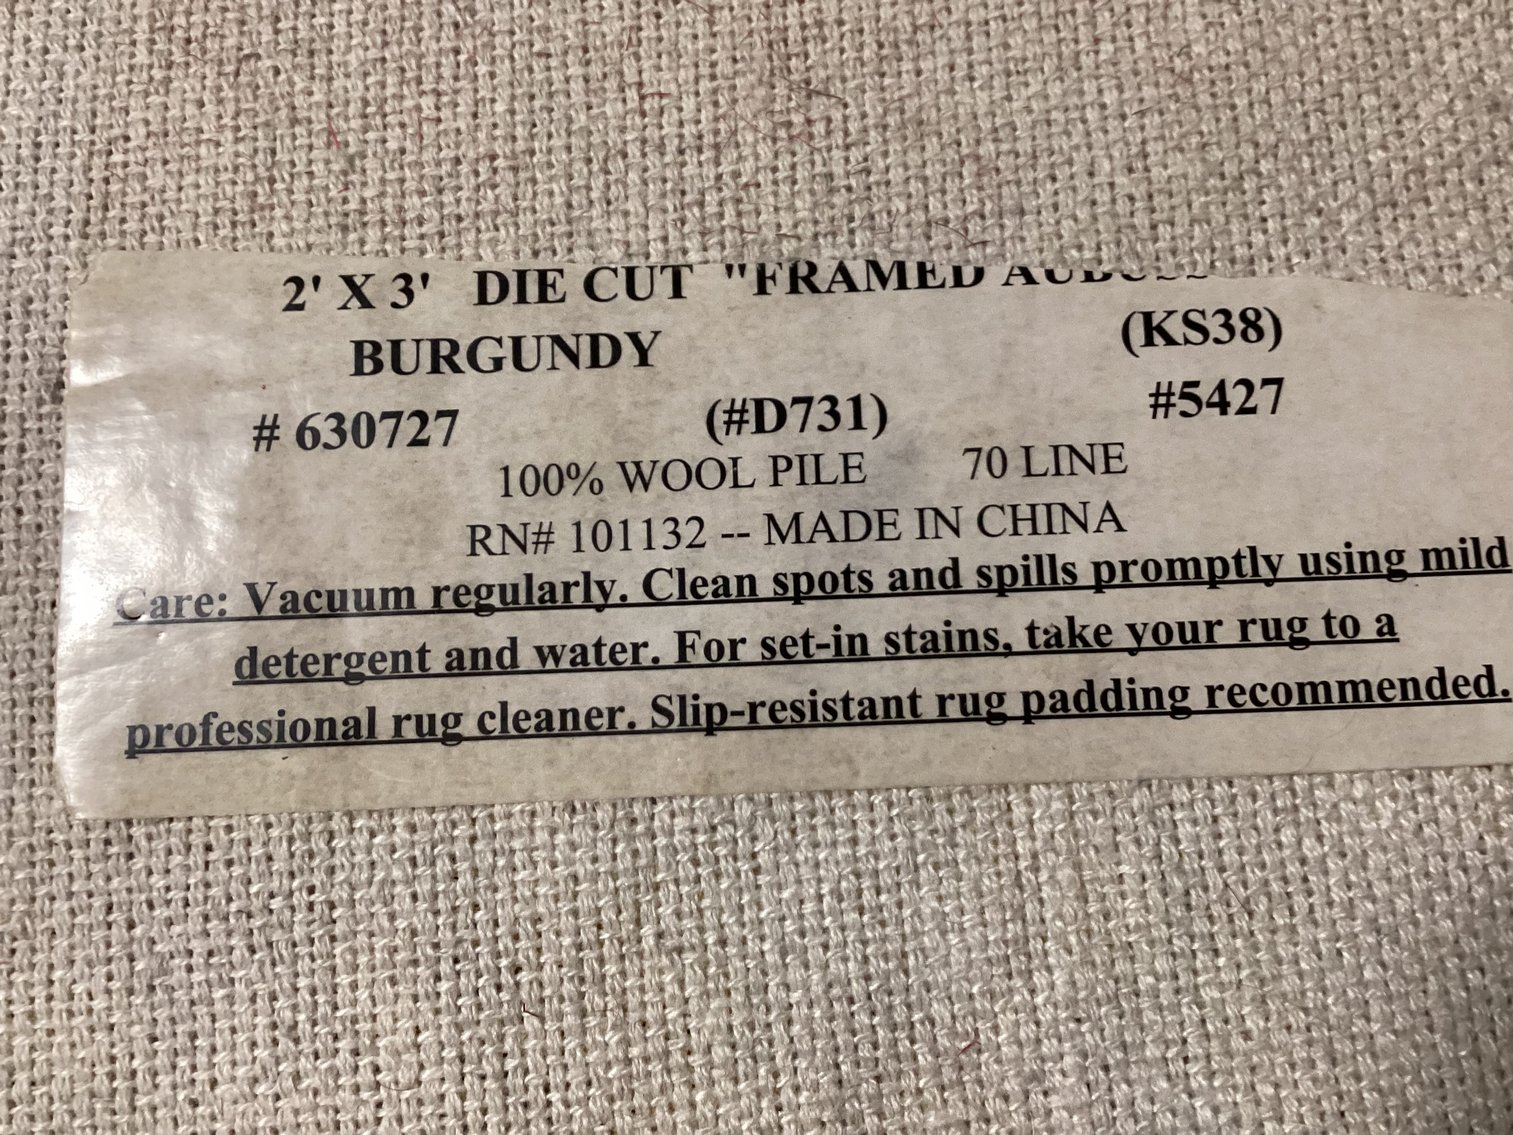 2' X 3' DIE CUT "FRAMED
BURGUNDY (KS38)
# 630727 (#D731) #5427
100% WOOL PILE 70 LINE
RN# 101132 -- MADE IN CHINA
Care: Vacuum regularly. Clean spots and spills promptly using mild
detergent and water. For set-in stains, take your rug to a
professional rug cleaner. Slip-resistant rug padding recommended.